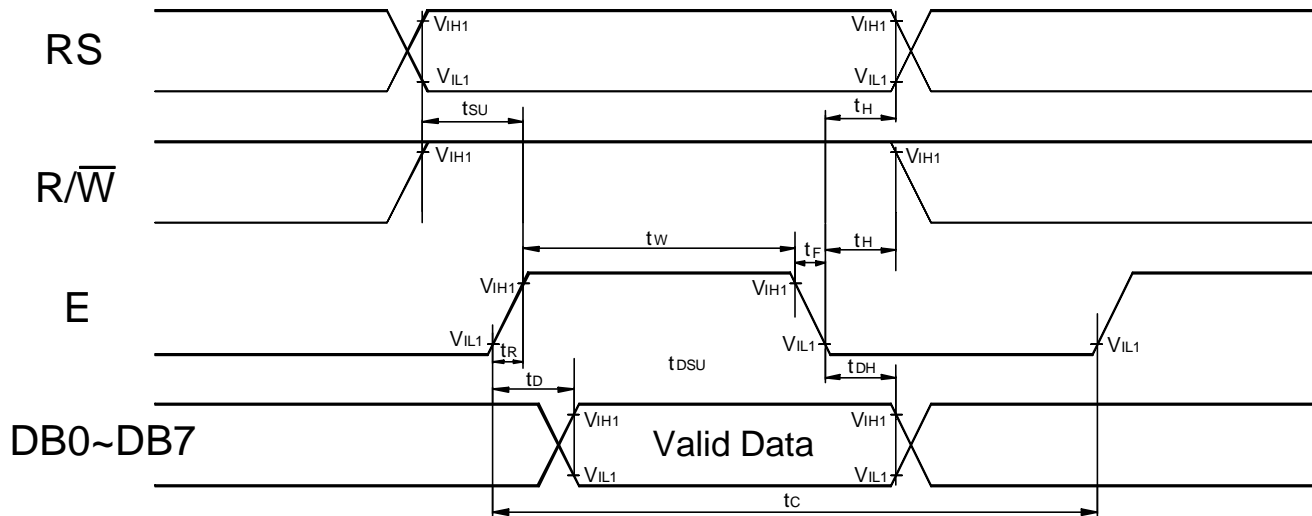 RS
VIH1
VIH1
VIL1
VIL1
tSU
tH
R/W̅
VIH1
VIH1
tW
tF
tH
E
VIH1
VIH1
VIL1
VIL1
VIL1
tR
tDSU
tDH
tD
DB0~DB7
VIH1
Valid Data
VIH1
VIL1
VIL1
tC